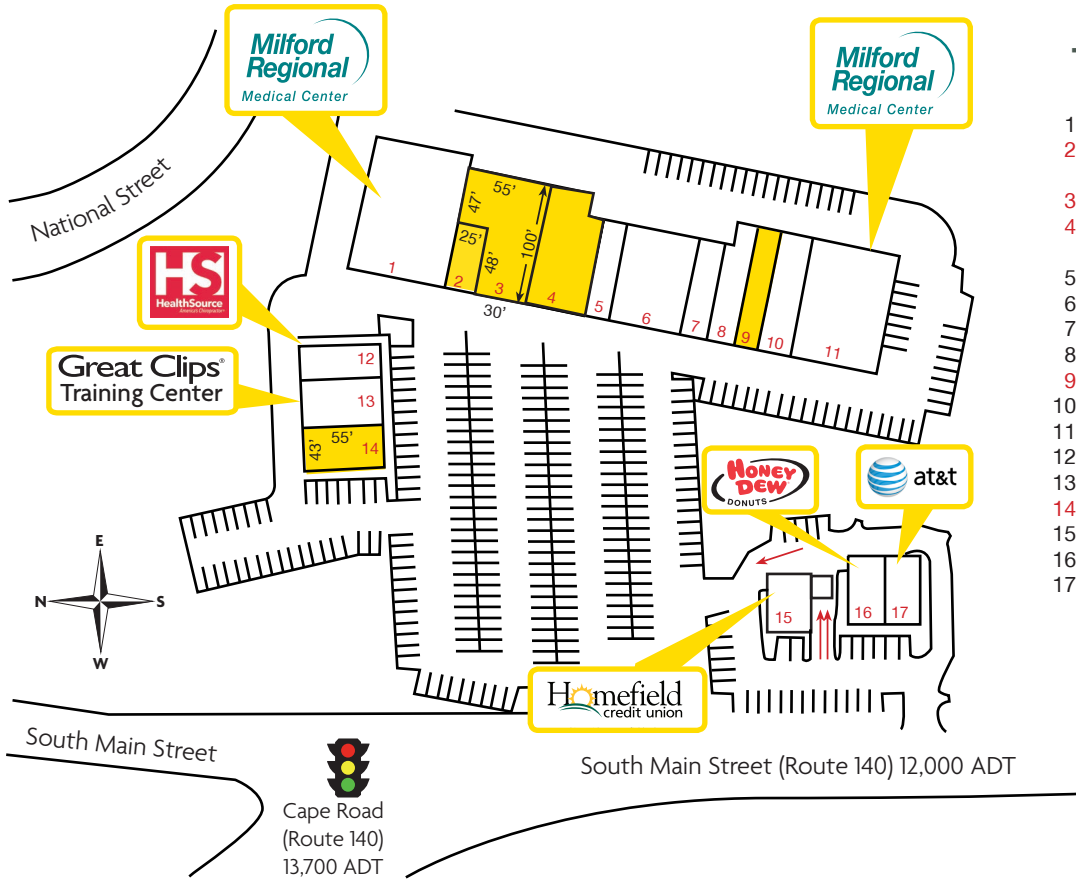 Milford
Regional
Medical Center
Milford
Regional
Medical Center
National Street
HS
HealthSource
America's Chiropractor
Great Clips®
Training Center
55'
47'
25'
48'
100'
30'
1
2
3
4
5
6
7
8
9
10
11
12
13
14
55'
43'
HONEY
DEW
DONUTS
at&t
E
N
S
W
15
16
17
Homefield
credit union
South Main Street
South Main Street (Route 140) 12,000 ADT
Cape Road
(Route 140)
13,700 ADT
1
2
3
4
5
6
7
8
9
10
11
12
13
14
15
16
17